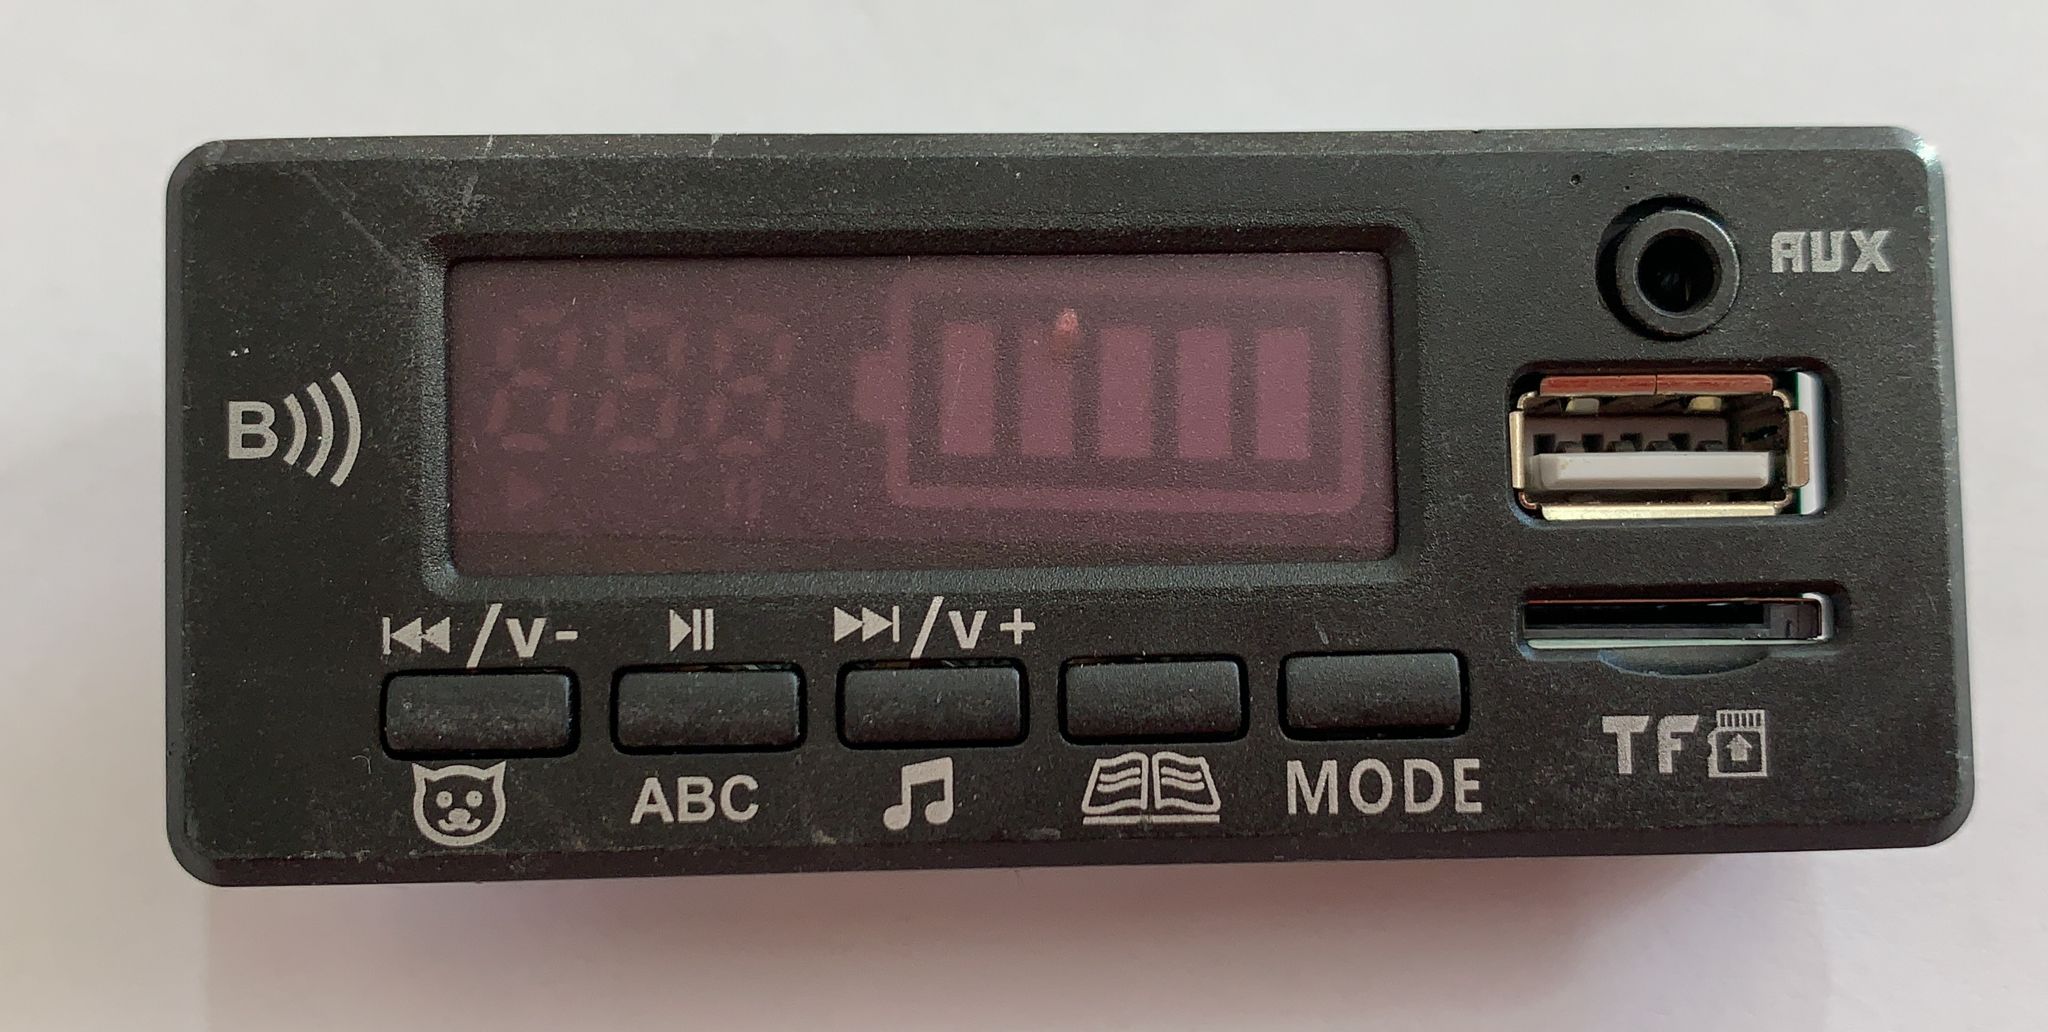 AUX
B
/v-
/v+
ABC
MODE
TF